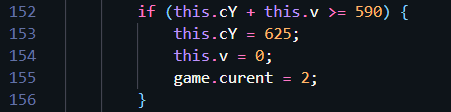 152 if (this.cY + this.v >= 590) {
153 this.cY = 625;
154 this.v = 0;
155 game.curent = 2;
156 }